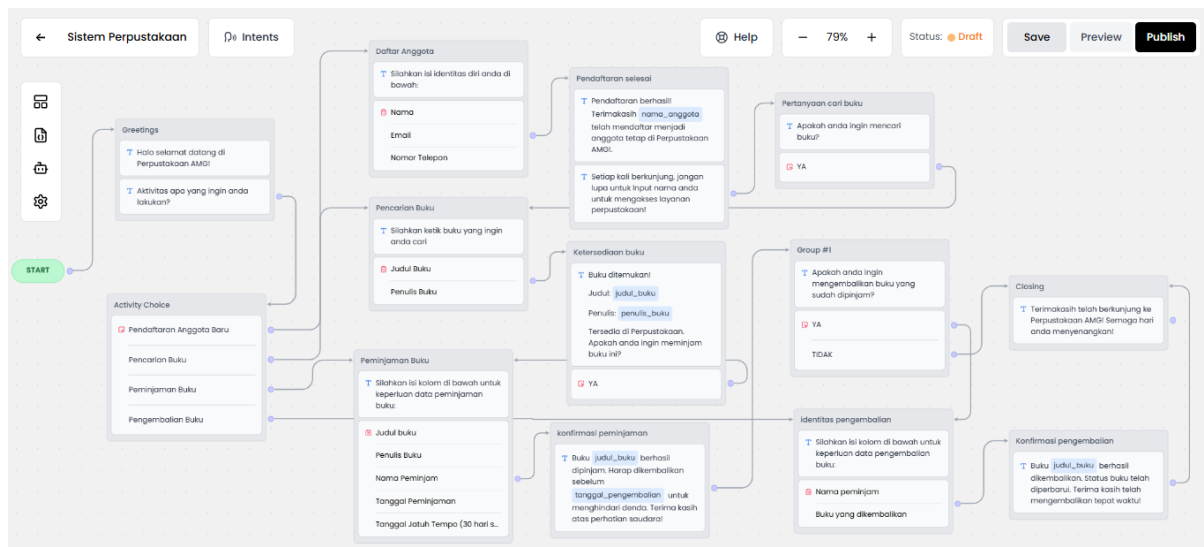 Sistem Perpustakaan
Intents
Help
79%
Status: Draft
Save
Preview
Publish
START
Greetings
Halo selamat datang di
Perpustakaan AMG!
Aktivitas apa yang ingin anda
lakukan?
Activity Choice
Pendaftaran Anggota Baru
Pencarian Buku
Peminjaman Buku
Pengembalian Buku
Daftar Anggota
Silahkan isi identitas diri anda di
bawah:
Nama
Email
Nomor Telepon
Pencarian Buku
Silahkan ketik buku yang ingin
anda cari
Judul Buku
Penulis Buku
Peminjaman Buku
Silahkan isi kolom di bawah untuk
keperluan data peminjaman
buku:
Judul buku
Penulis Buku
Nama Peminjam
Tanggal Peminjaman
Tanggal Jatuh Tempo (30 hari s...
Pendaftaran selesai
Pendaftaran berhasil!
Terimakasih nama_anggota
telah mendaftar menjadi
anggota tetap di Perpustakaan
AMG!.
Setiap kali berkunjung, jangan
lupa untuk Input nama anda
untuk mengakses layanan
perpustakaan!
Ketersediaan buku
Buku ditemukan!
Judul: judul_buku
Penulis: penulis_buku
Tersedia di Perpustakaan.
Apakah anda ingin meminjam
buku ini?
YA
konfirmasi peminjaman
Buku judul_buku berhasil
dipinjam. Harap dikembalikan
sebelum
tanggal_pengembalian untuk
menghindari denda. Terima kasih
atas perhatian saudara!
Pertanyaan cari buku
Apakah anda ingin mencari
buku?
YA
Group #1
Apakah anda ingin
mengembalikan buku yang
sudah dipinjam?
YA
TIDAK
identitas pengembalian
Silahkan isi kolom di bawah untuk
keperluan data pengembalian
buku:
Nama peminjam
Buku yang dikembalikan
Closing
Terimakasih telah berkunjung ke
Perpustakaan AMG! Semoga hari
anda menyenangkan!
Konfirmasi pengembalian
Buku judul_buku berhasil
dikembalikan. Status buku telah
diperbarui. Terima kasih telah
mengembalikan tepat waktu!